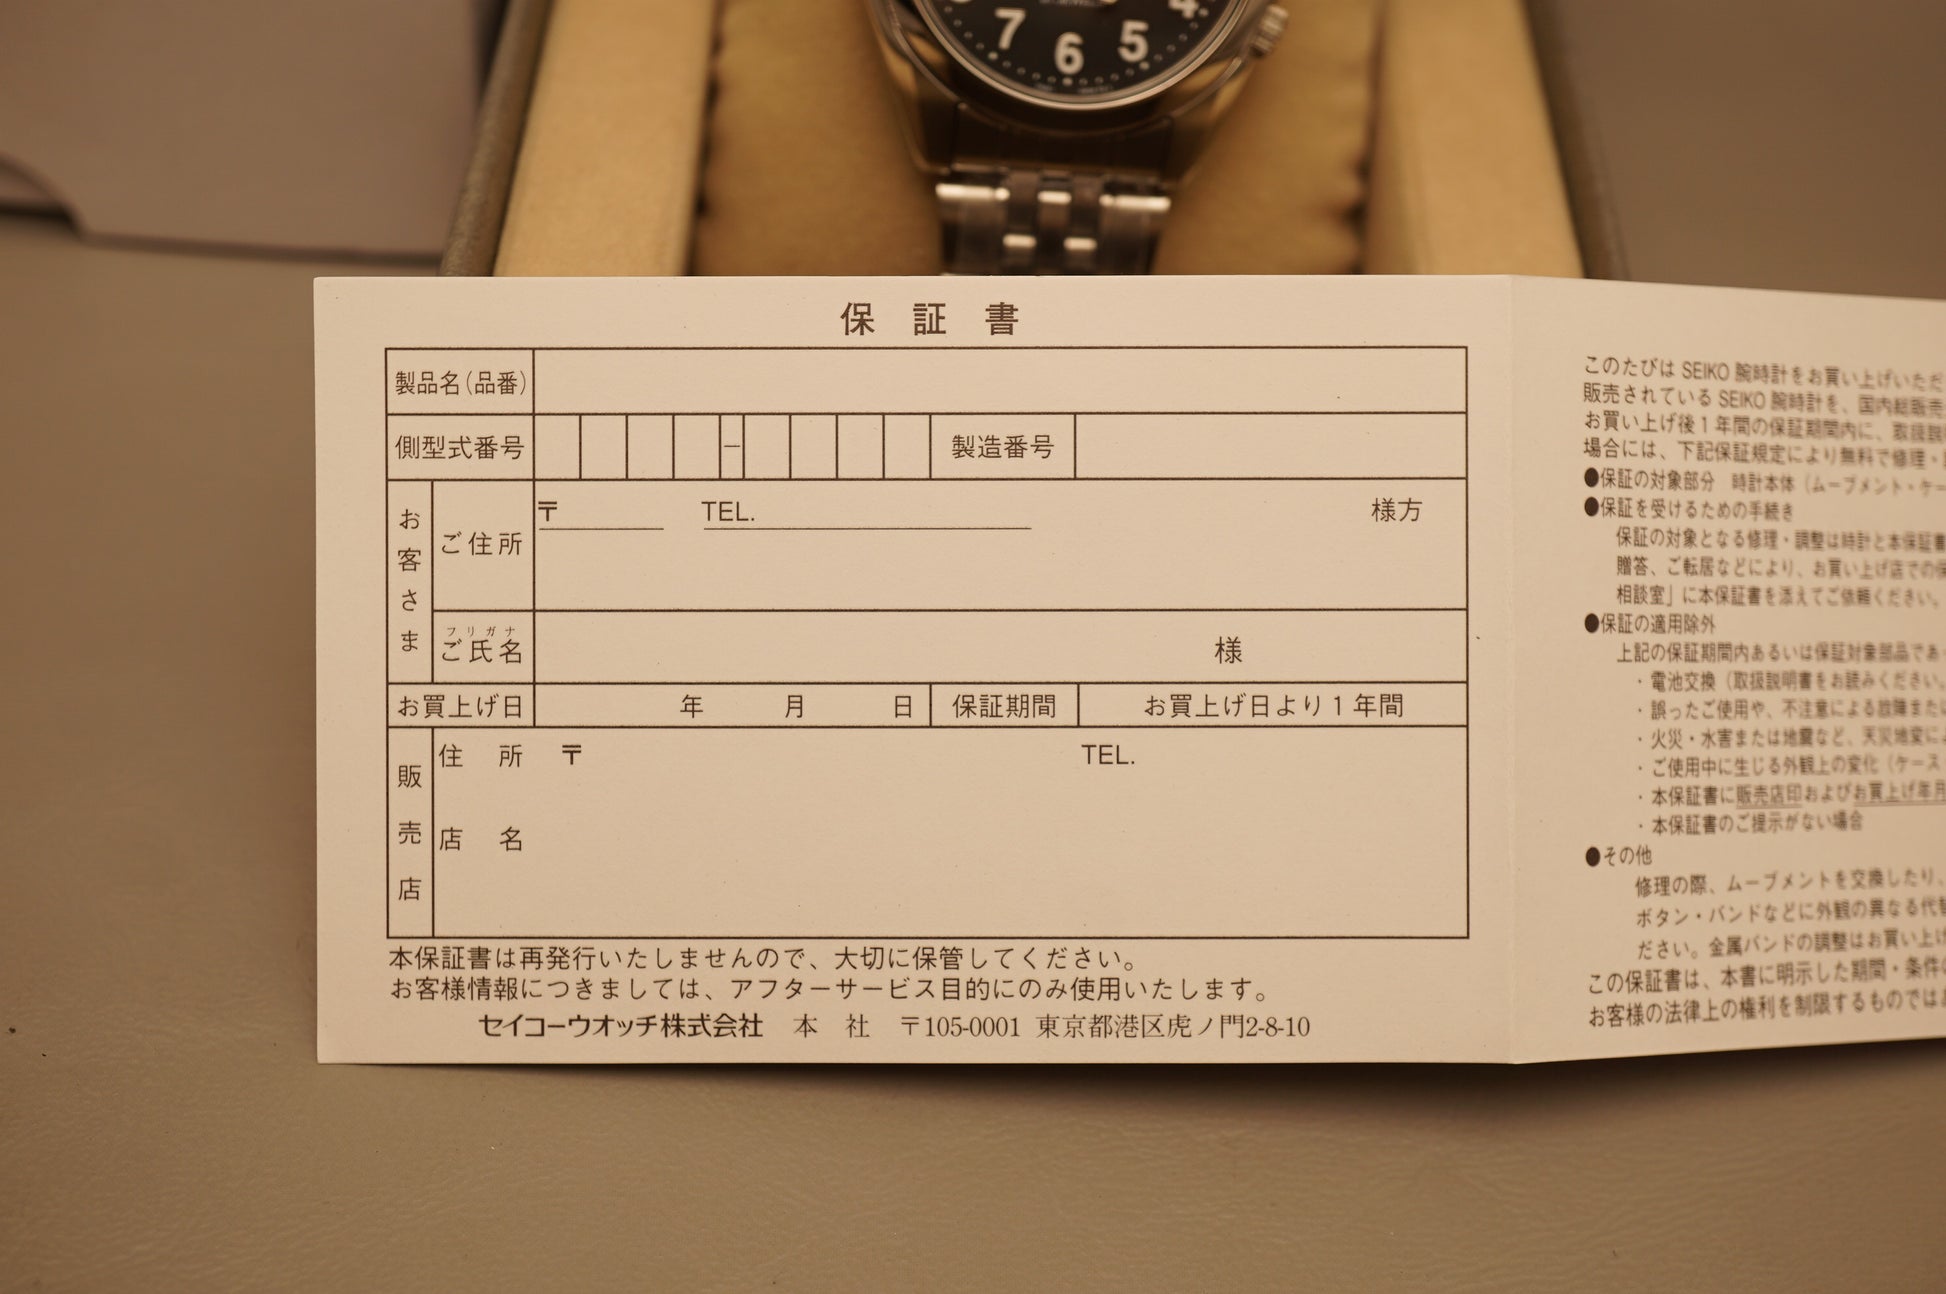 7 6 5 4
保証書
製品名(品番)
側型式番号 － 製造番号
お客さま ご住所 〒 TEL. 様方
フリガナ
ご氏名 様
お買上げ日 年 月 日 保証期間 お買上げ日より1年間
販売店 住所 〒 TEL.
店名
本保証書は再発行いたしませんので、大切に保管してください。
お客様情報につきましては、アフターサービス目的にのみ使用いたします。
セイコーウオッチ株式会社 本社 〒105-0001 東京都港区虎ノ門2-8-10
このたびは SEIKO 腕時計をお買い上げいただ
販売されている SEIKO 腕時計を、国内総販売
お買い上げ後1年間の保証期間内に、取扱説
場合には、下記保証規定により無料で修理・
●保証の対象部分 時計本体(ムーブメント・ケー
●保証を受けるための手続き
保証の対象となる修理・調整は時計と本保証書
贈答、ご転居などにより、お買い上げ店での保
相談室」に本保証書を添えてご依頼ください。
●保証の適用除外
上記の保証期間内あるいは保証対象部品であっ
・電池交換(取扱説明書をお読みください。
・誤ったご使用や、不注意による故障または
・火災・水害または地震など、天災地変によ
・ご使用中に生じる外観上の変化(ケース
・本保証書に販売店印およびお買上げ年月
・本保証書のご提示がない場合
●その他
修理の際、ムーブメントを交換したり、
ボタン・バンドなどに外観の異なる代替
ださい。金属バンドの調整はお買い上げ
この保証書は、本書に明示した期間・条件の
お客様の法律上の権利を制限するものではあ